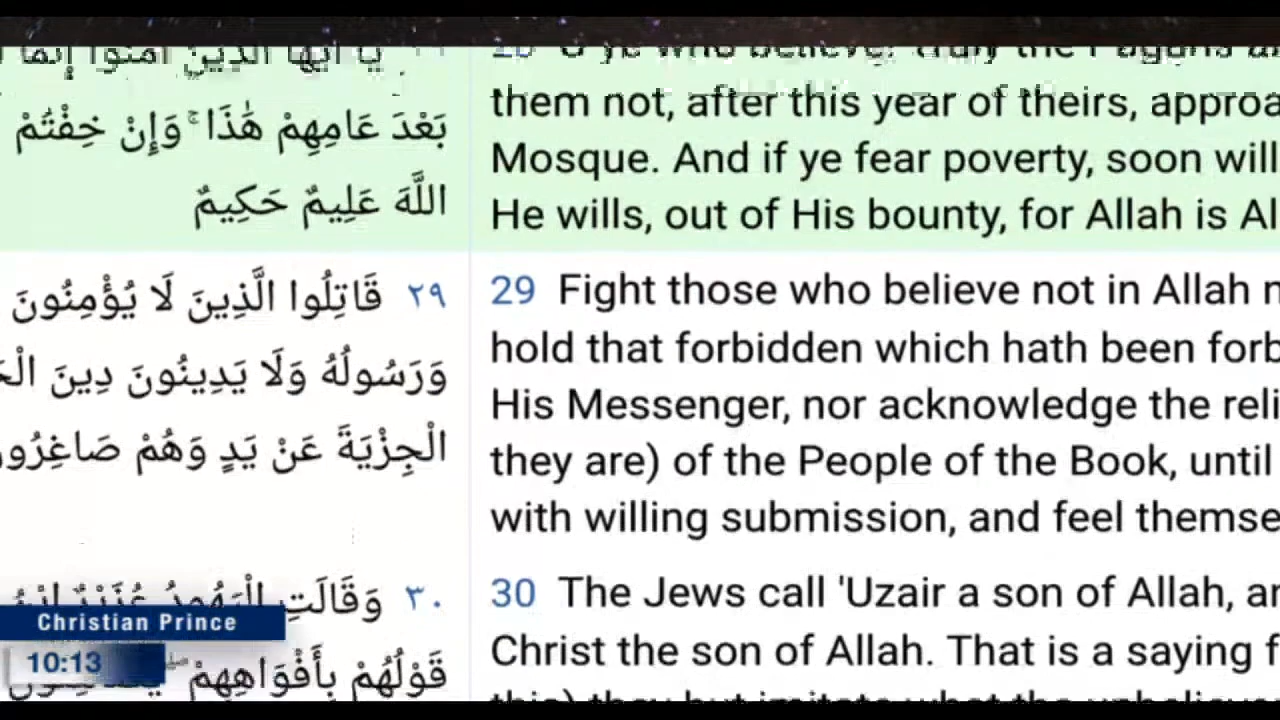 بَعْدَ عَامِهِمْ هَٰذَا ۚ وَإِنْ خِفْتُمْ
اللَّهَ عَلِيمٌ حَكِيمٌ
٢٩ قَاتِلُوا الَّذِينَ لَا يُؤْمِنُونَ
وَرَسُولُهُ وَلَا يَدِينُونَ دِينَ
الْجِزْيَةَ عَنْ يَدٍ وَهُمْ
٣٠ وَقَالَتِ الْيَهُودُ عُزَيْرٌ
قَوْلُهُمْ بِأَفْوَاهِهِمْ
them not, after this year of theirs, approa
Mosque. And if ye fear poverty, soon will
He wills, out of His bounty, for Allah is Al
29 Fight those who believe not in Allah n
hold that forbidden which hath been forb
His Messenger, nor acknowledge the reli
they are) of the People of the Book, until
with willing submission, and feel themse
30 The Jews call 'Uzair a son of Allah, an
Christ the son of Allah. That is a saying f
Christian Prince
10:13